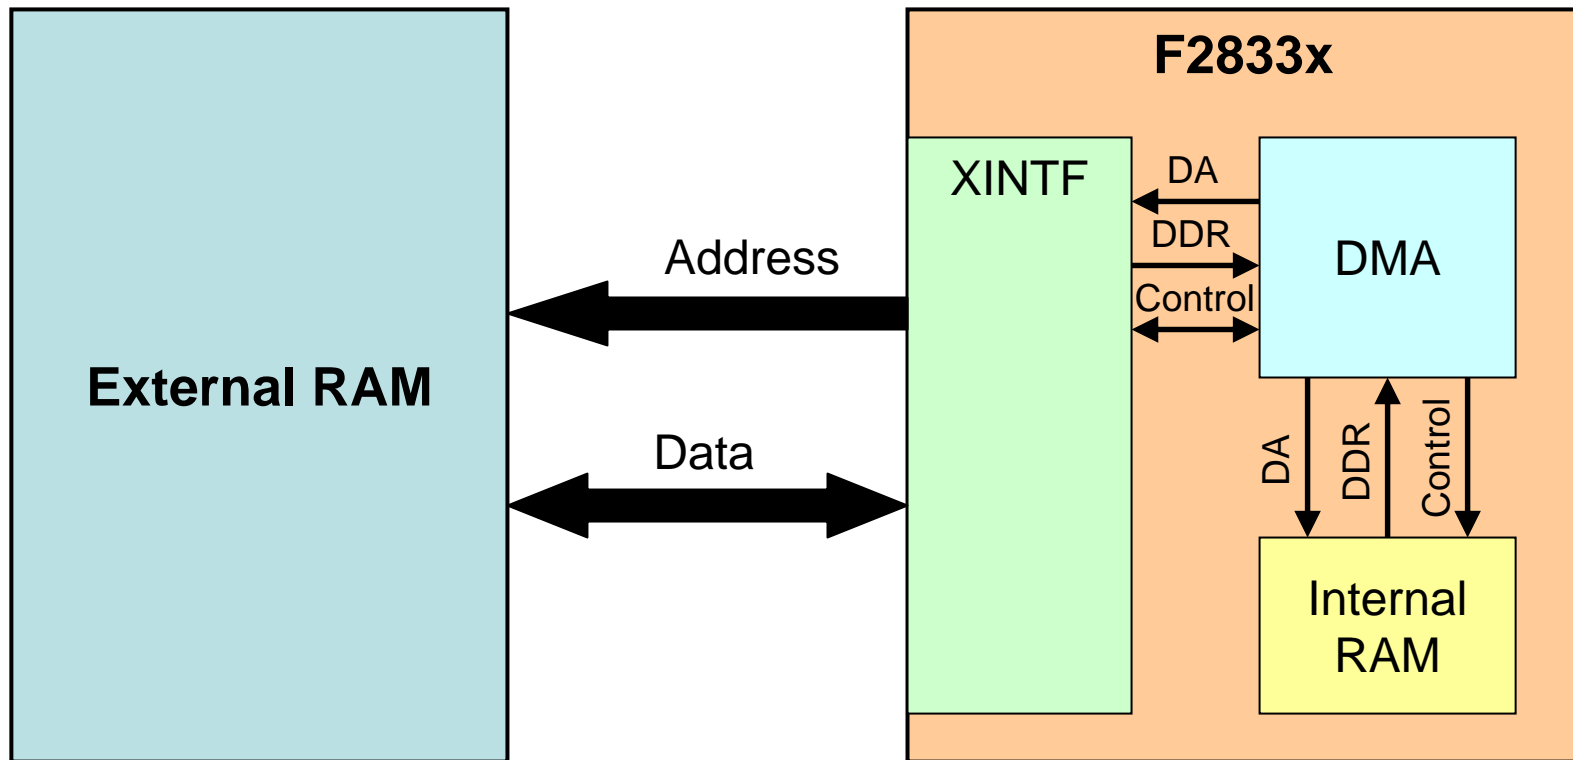 F2833x
XINTF
DA
DDR
Control
DMA
Address
External RAM
Data
DA
DDR
Control
Internal
RAM